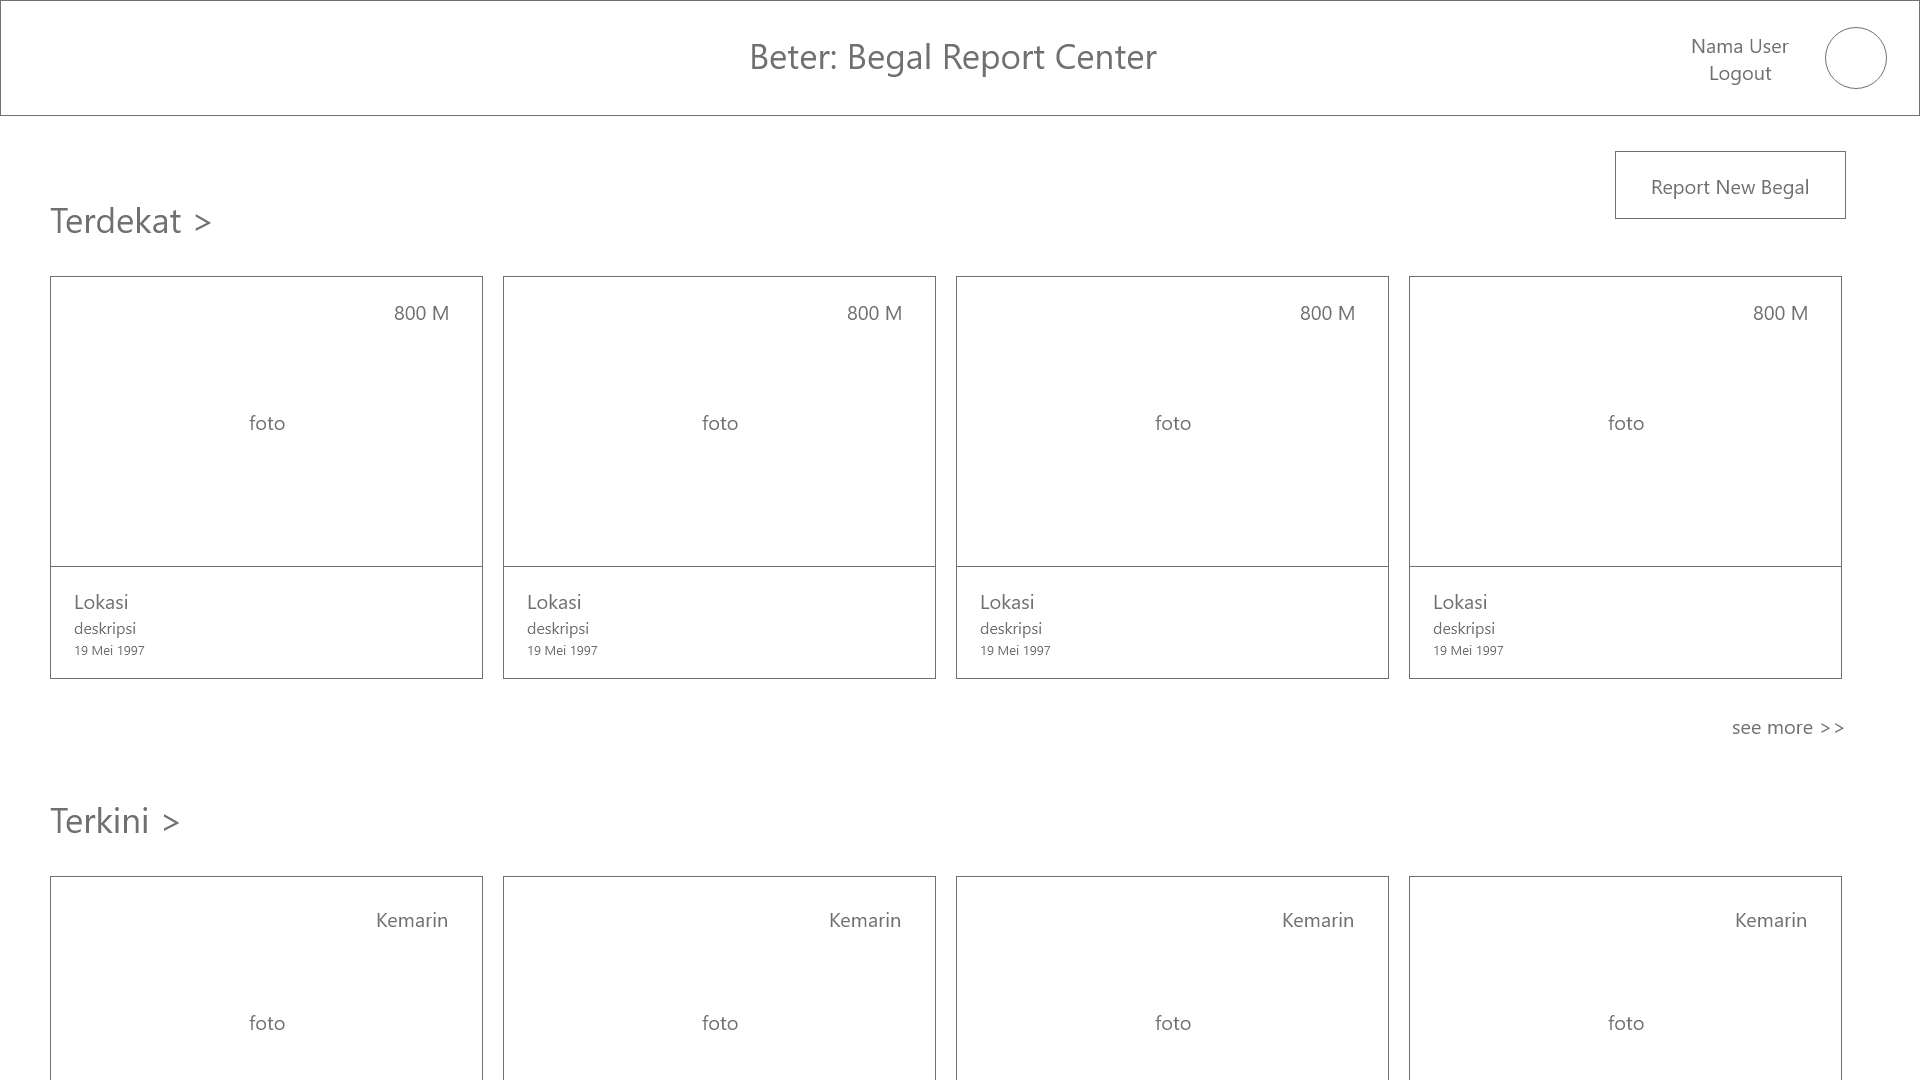 Beter: Begal Report Center
Nama User
Logout
Report New Begal
Terdekat >
800 M
foto
Lokasi
deskripsi
19 Mei 1997
800 M
foto
Lokasi
deskripsi
19 Mei 1997
800 M
foto
Lokasi
deskripsi
19 Mei 1997
800 M
foto
Lokasi
deskripsi
19 Mei 1997
see more >>
Terkini >
Kemarin
foto
Kemarin
foto
Kemarin
foto
Kemarin
foto